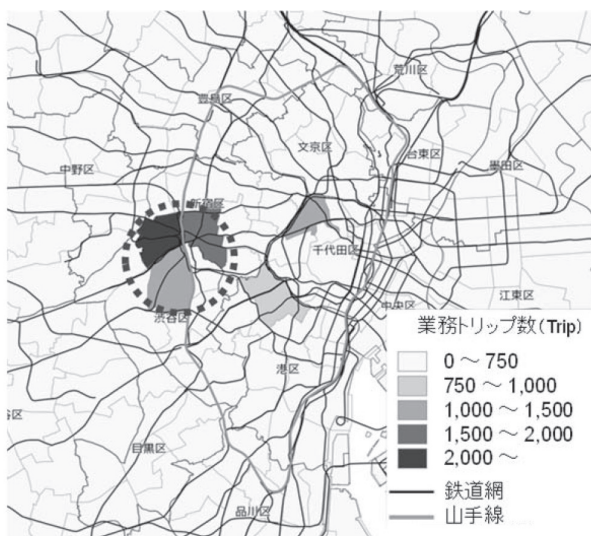 荒川区
豊島区
文京区
台東区
墨田区
中野区
新宿区
千代田区
中央区
江東区
渋谷区
港区
谷区
目黒区
品川区
業務トリップ数(Trip)
0～750
750～1,000
1,000～1,500
1,500～2,000
2,000～
鉄道網
山手線